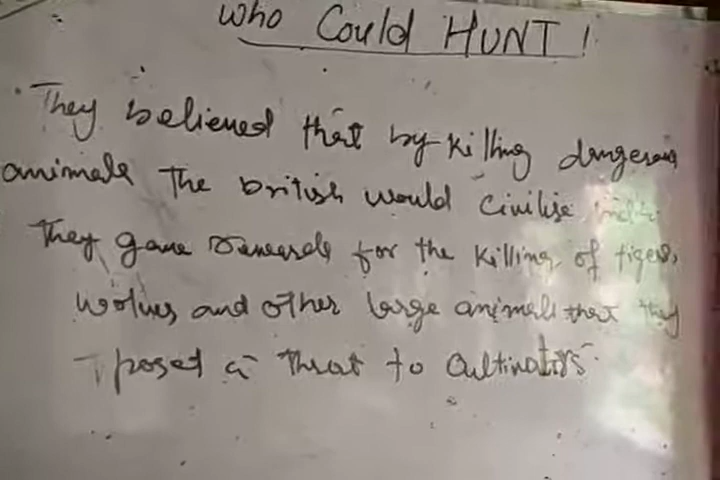 Who Could HUNT!
They believed that by killing dangerous
animals The british would Civilise India
They gave rewards for the killing of tigers,
wolves and other large animals that they
posed a threat to cultivators